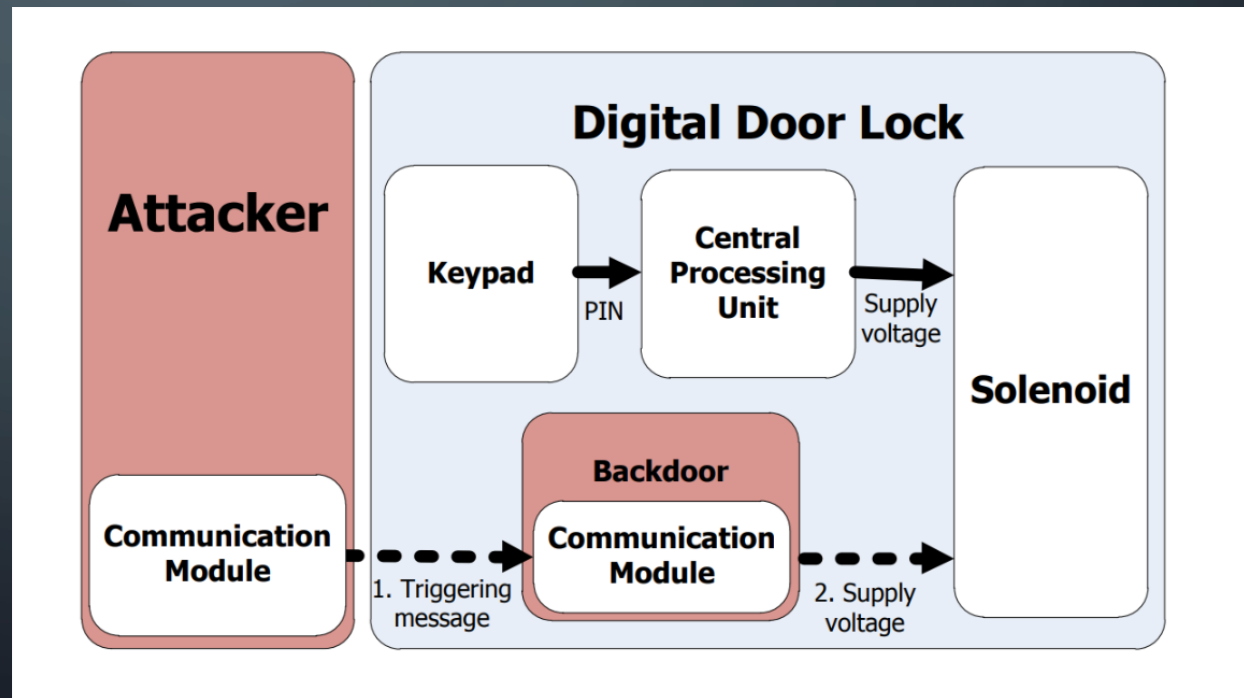 Digital Door Lock
Attacker
Keypad
PIN
Central
Processing
Unit
Supply
voltage
Solenoid
Backdoor
Communication
Module
1. Triggering
message
Communication
Module
2. Supply
voltage